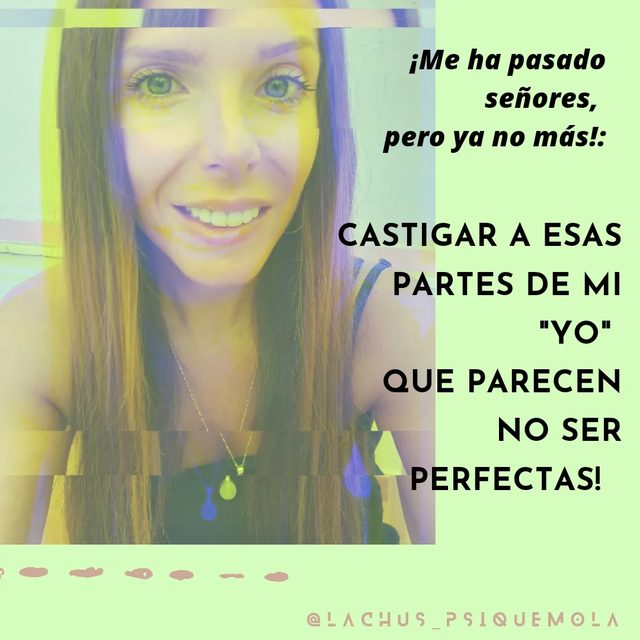 ¡Me ha pasado
señores,
pero ya no más!:
CASTIGAR A ESAS
PARTES DE MI
"YO"
QUE PARECEN
NO SER
PERFECTAS!
@LACHUS_PSIQUEMOLA